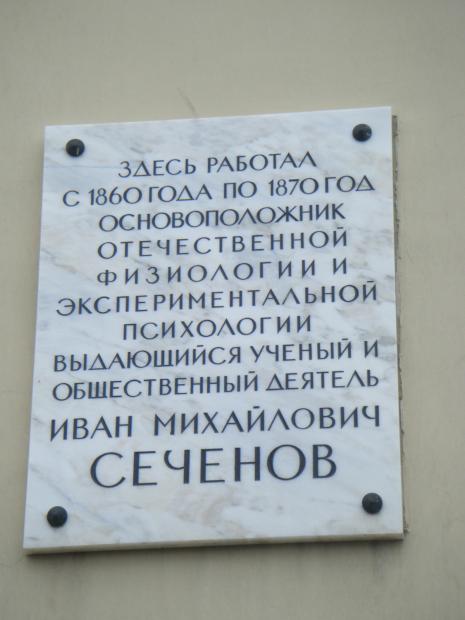 ЗДЕСЬ РАБОТАЛ
С 1860 ГОДА ПО 1870 ГОД
ОСНОВОПОЛОЖНИК
ОТЕЧЕСТВЕННОЙ
ФИЗИОЛОГИИ И
ЭКСПЕРИМЕНТАЛЬНОЙ
ПСИХОЛОГИИ
ВЫДАЮЩИЙСЯ УЧЕНЫЙ И
ОБЩЕСТВЕННЫЙ ДЕЯТЕЛЬ
ИВАН МИХАЙЛОВИЧ
СЕЧЕНОВ